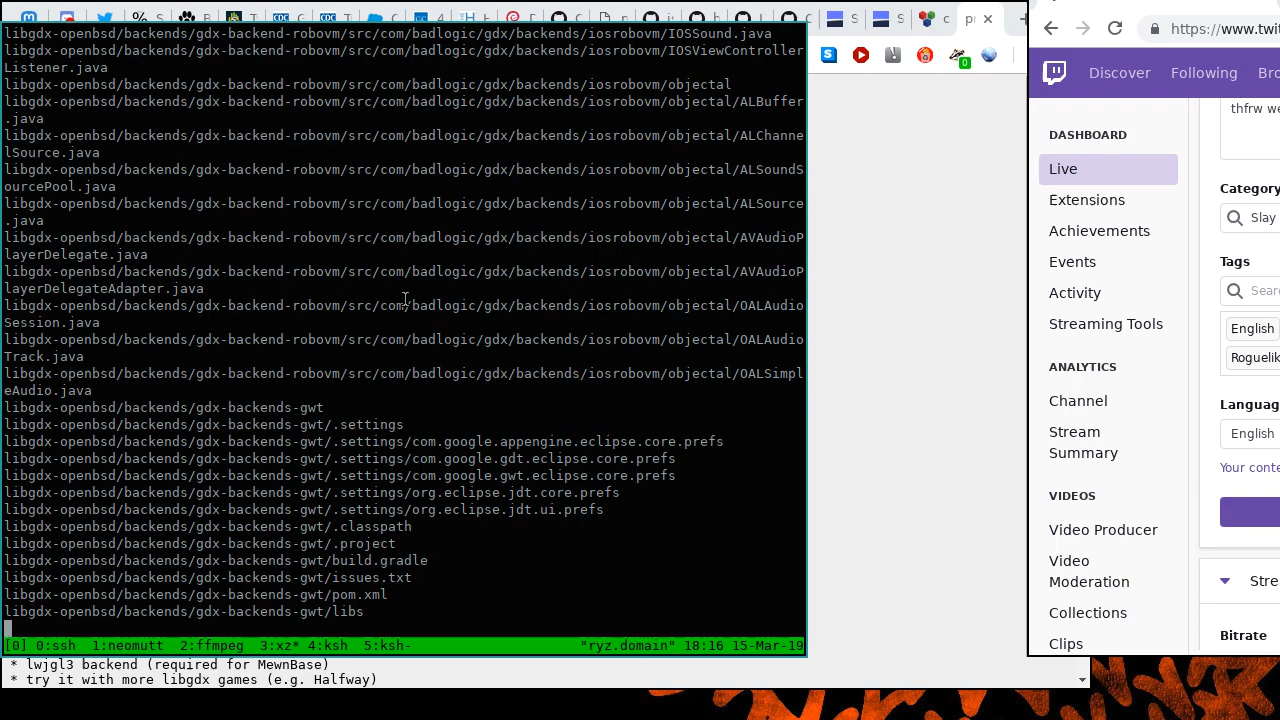 libgdx-openbsd/backends/gdx-backend-robovm/src/com/badlogic/gdx/backends/iosrobovm/IOSSound.java
libgdx-openbsd/backends/gdx-backend-robovm/src/com/badlogic/gdx/backends/iosrobovm/IOSViewController
Listener.java
libgdx-openbsd/backends/gdx-backend-robovm/src/com/badlogic/gdx/backends/iosrobovm/objectal
libgdx-openbsd/backends/gdx-backend-robovm/src/com/badlogic/gdx/backends/iosrobovm/objectal/ALBuffer
.java
libgdx-openbsd/backends/gdx-backend-robovm/src/com/badlogic/gdx/backends/iosrobovm/objectal/ALChanne
lSource.java
libgdx-openbsd/backends/gdx-backend-robovm/src/com/badlogic/gdx/backends/iosrobovm/objectal/ALSoundS
ourcePool.java
libgdx-openbsd/backends/gdx-backend-robovm/src/com/badlogic/gdx/backends/iosrobovm/objectal/ALSource
.java
libgdx-openbsd/backends/gdx-backend-robovm/src/com/badlogic/gdx/backends/iosrobovm/objectal/AVAudioP
layerDelegate.java
libgdx-openbsd/backends/gdx-backend-robovm/src/com/badlogic/gdx/backends/iosrobovm/objectal/AVAudioP
layerDelegateAdapter.java
libgdx-openbsd/backends/gdx-backend-robovm/src/com/badlogic/gdx/backends/iosrobovm/objectal/OALAudio
Session.java
libgdx-openbsd/backends/gdx-backend-robovm/src/com/badlogic/gdx/backends/iosrobovm/objectal/OALAudio
Track.java
libgdx-openbsd/backends/gdx-backend-robovm/src/com/badlogic/gdx/backends/iosrobovm/objectal/OALSimpl
eAudio.java
libgdx-openbsd/backends/gdx-backends-gwt
libgdx-openbsd/backends/gdx-backends-gwt/.settings
libgdx-openbsd/backends/gdx-backends-gwt/.settings/com.google.appengine.eclipse.core.prefs
libgdx-openbsd/backends/gdx-backends-gwt/.settings/com.google.gdt.eclipse.core.prefs
libgdx-openbsd/backends/gdx-backends-gwt/.settings/com.google.gwt.eclipse.core.prefs
libgdx-openbsd/backends/gdx-backends-gwt/.settings/org.eclipse.jdt.core.prefs
libgdx-openbsd/backends/gdx-backends-gwt/.settings/org.eclipse.jdt.ui.prefs
libgdx-openbsd/backends/gdx-backends-gwt/.classpath
libgdx-openbsd/backends/gdx-backends-gwt/.project
libgdx-openbsd/backends/gdx-backends-gwt/build.gradle
libgdx-openbsd/backends/gdx-backends-gwt/issues.txt
libgdx-openbsd/backends/gdx-backends-gwt/pom.xml
libgdx-openbsd/backends/gdx-backends-gwt/libs
[0] 0:ssh  1:neomutt  2:ffmpeg  3:xz* 4:ksh  5:ksh-    "ryz.domain" 18:16 15-Mar-19
* lwjgl3 backend (required for MewnBase)
* try it with more libgdx games (e.g. Halfway)
0
https://www.twit
Discover Following Bro
thfrw we
DASHBOARD
Live
Extensions
Achievements
Events
Activity
Streaming Tools
ANALYTICS
Channel
Stream
Summary
VIDEOS
Video Producer
Video
Moderation
Collections
Clips
Category
Slay
Tags
Searc
English
Roguelik
Languag
English
Your conte
Stre
Bitrate